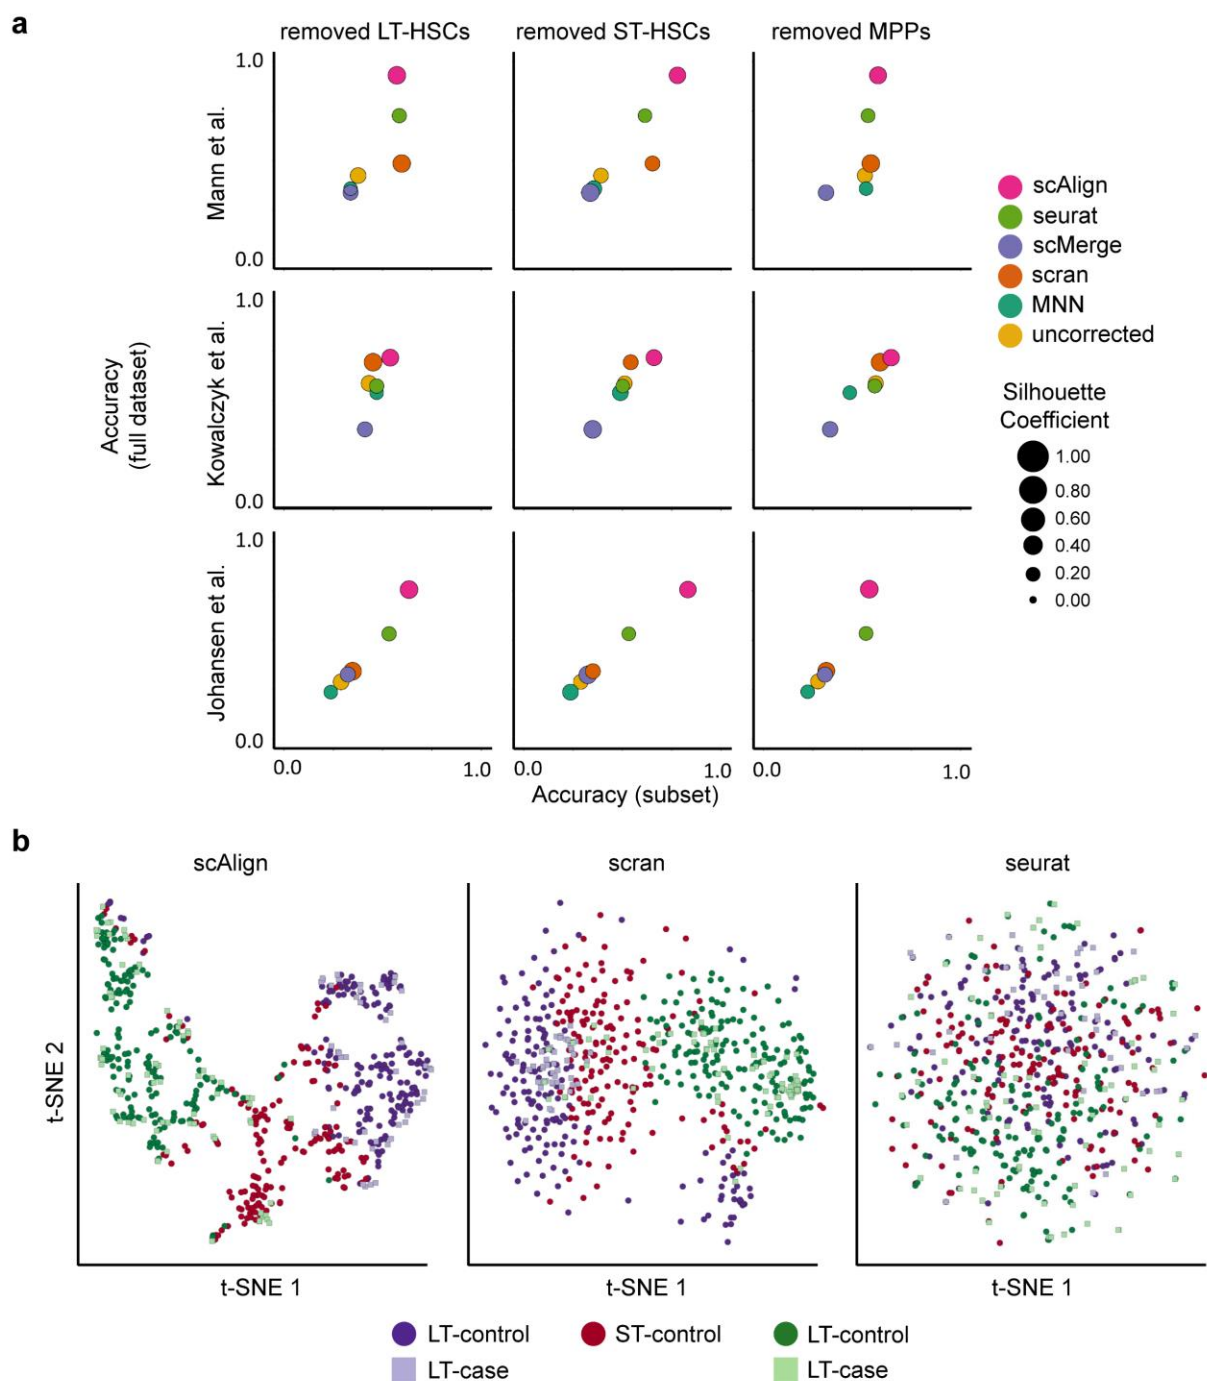 a
removed LT-HSCs
removed ST-HSCs
removed MPPs
1.0
Mann et al.
0.0
1.0
Kowalczyk et al.
0.0
1.0
Johansen et al.
0.0
Accuracy
(full dataset)
0.0
1.0
0.0
1.0
0.0
1.0
Accuracy (subset)
scAlign
seurat
scMerge
scran
MNN
uncorrected
Silhouette
Coefficient
1.00
0.80
0.60
0.40
0.20
0.00
b
scAlign
scran
seurat
t-SNE 2
t-SNE 1
t-SNE 1
t-SNE 1
LT-control
ST-control
LT-control
LT-case
LT-case